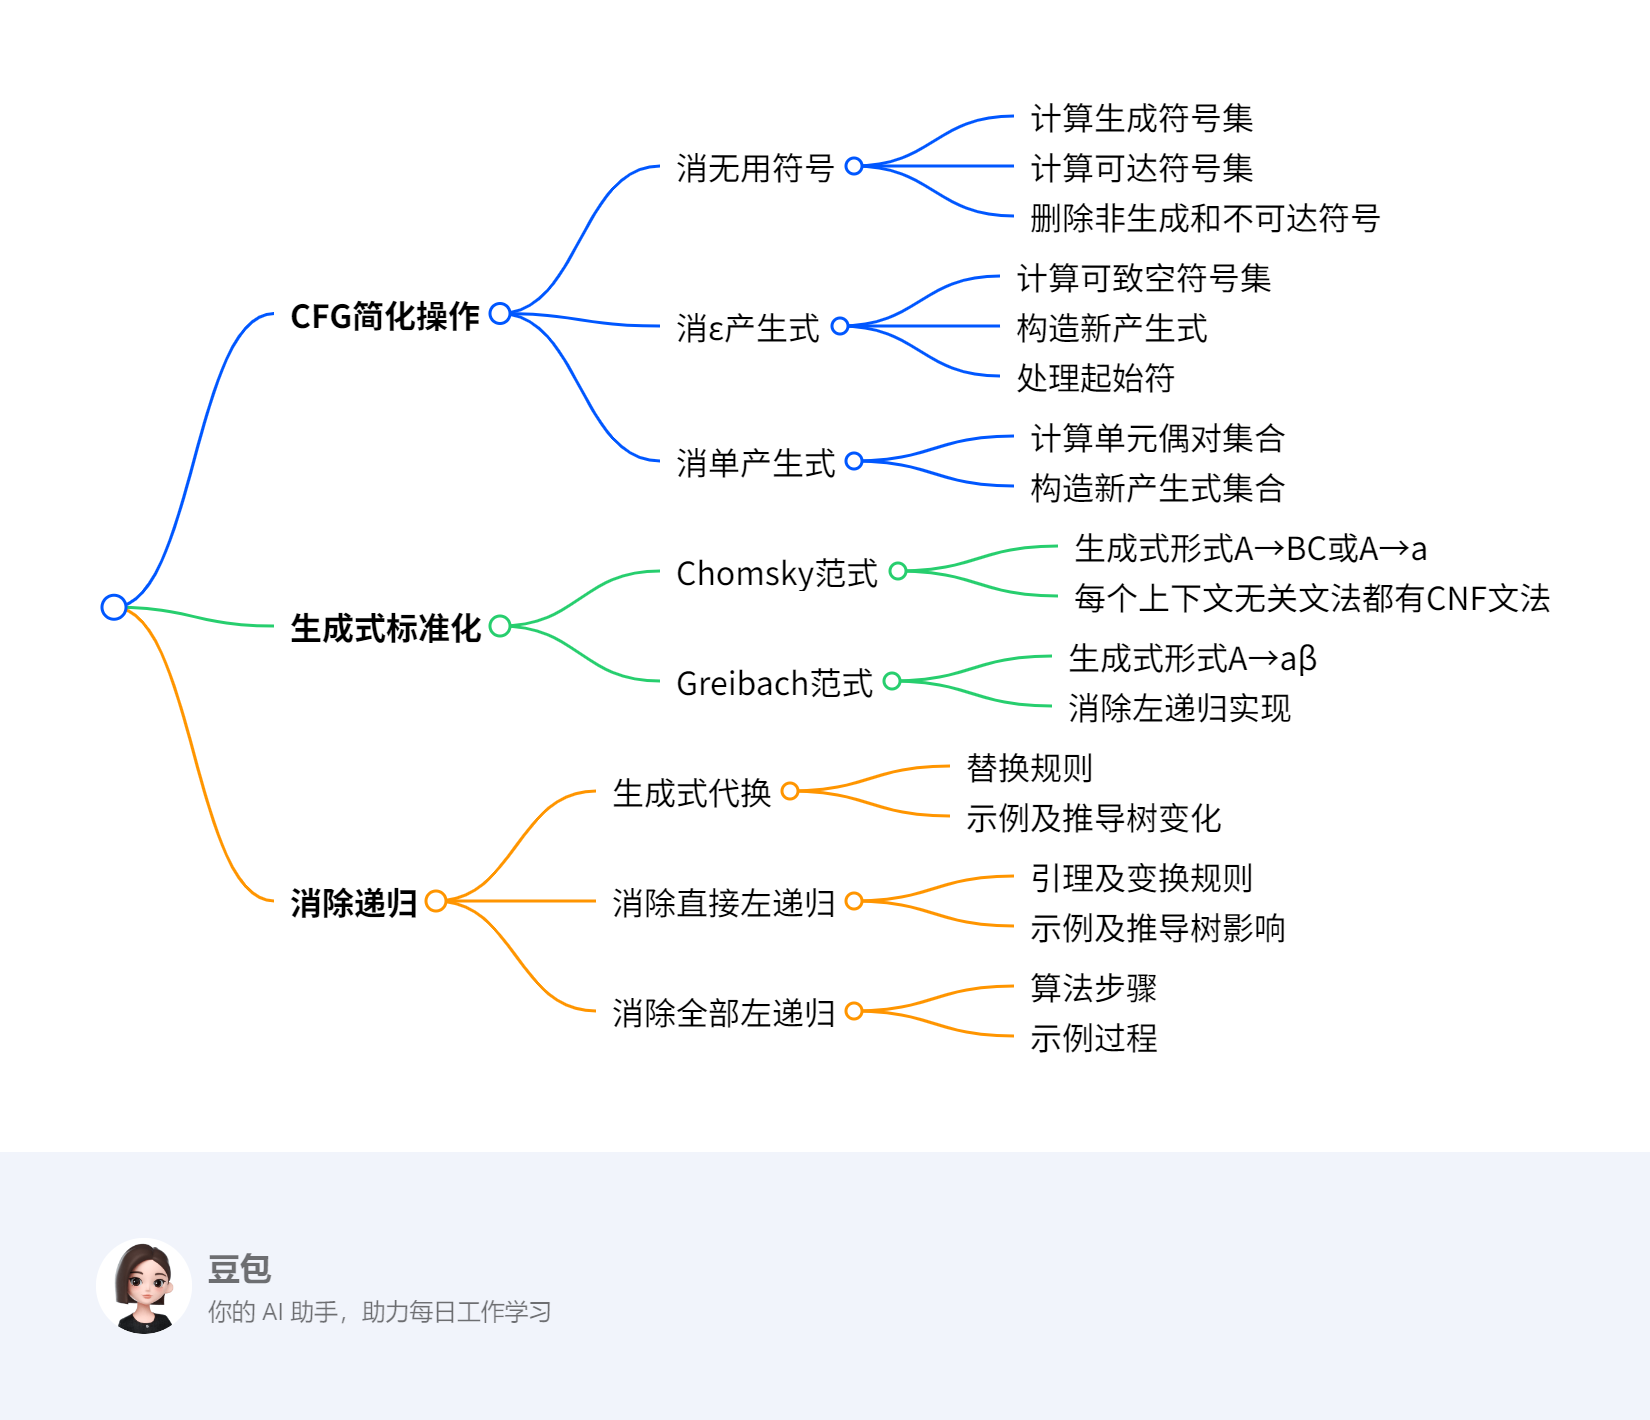 CFG简化操作
消无用符号
计算生成符号集
计算可达符号集
删除非生成和不可达符号
消ε产生式
计算可致空符号集
构造新产生式
处理起始符
消单产生式
计算单元偶对集合
构造新产生式集合
生成式标准化
Chomsky范式
生成式形式A→BC或A→a
每个上下文无关文法都有CNF文法
Greibach范式
生成式形式A→aβ
消除左递归实现
消除递归
生成式代换
替换规则
示例及推导树变化
消除直接左递归
引理及变换规则
示例及推导树影响
消除全部左递归
算法步骤
示例过程
豆包
你的 AI 助手，助力每日工作学习